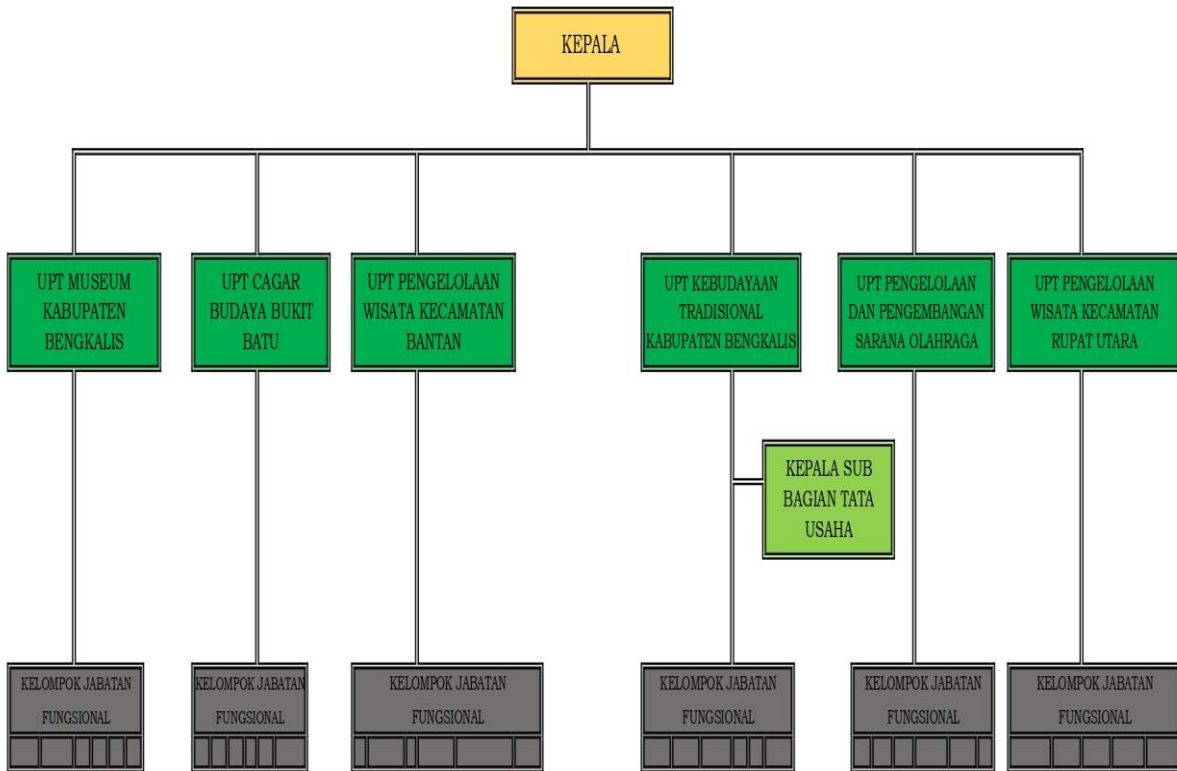 KEPALA
UPT MUSEUM
KABUPATEN
BENGKALIS
UPT CAGAR
BUDAYA BUKIT
BATU
UPT PENGELOLAAN
WISATA KECAMATAN
BANTAN
UPT KEBUDAYAAN
TRADISIONAL
KABUPATEN BENGKALIS
UPT PENGELOLAAN
DAN PENGEMBANGAN
SARANA OLAHRAGA
UPT PENGELOLAAN
WISATA KECAMATAN
RUPAT UTARA
KEPALA SUB
BAGIAN TATA
USAHA
KELOMPOK JABATAN
FUNGSIONAL
KELOMPOK JABATAN
FUNGSIONAL
KELOMPOK JABATAN
FUNGSIONAL
KELOMPOK JABATAN
FUNGSIONAL
KELOMPOK JABATAN
FUNGSIONAL
KELOMPOK JABATAN
FUNGSIONAL